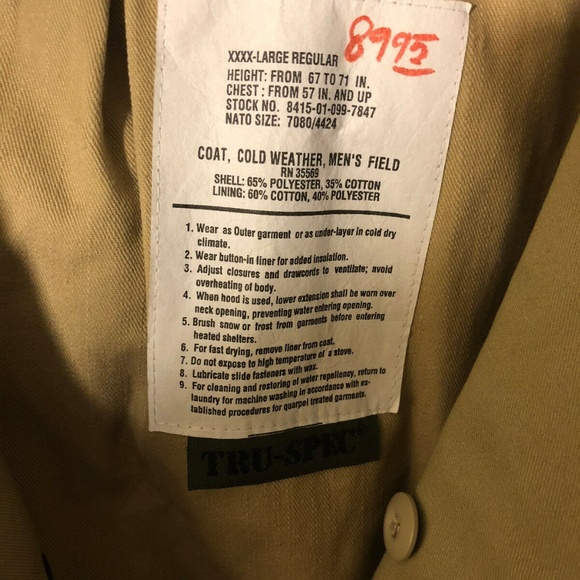 8995
XXXX-LARGE REGULAR
HEIGHT: FROM 67 TO 71 IN.
CHEST : FROM 57 IN. AND UP
STOCK NO. 8415-01-099-7847
NATO SIZE: 7080/4424
COAT, COLD WEATHER, MEN'S FIELD
RN 35569
SHELL: 65% POLYESTER, 35% COTTON
LINING: 60% COTTON, 40% POLYESTER
1. Wear as Outer garment or as under-layer in cold dry
climate.
2. Wear button-in liner for added insulation.
3. Adjust closures and drawcords to ventilate; avoid
overheating of body.
4. When hood is used, lower extension shall be worn over
neck opening, preventing water entering opening.
5. Brush snow or frost from garments before entering
heated shelters.
6. For fast drying, remove liner from coat.
7. Do not expose to high temperature of a stove.
8. Lubricate slide fasteners with wax.
9. For cleaning and restoring of water repellency, return to
laundry for machine washing in accordance with es-
tablished procedures for quarpel treated garments.
TRU-SPEC®